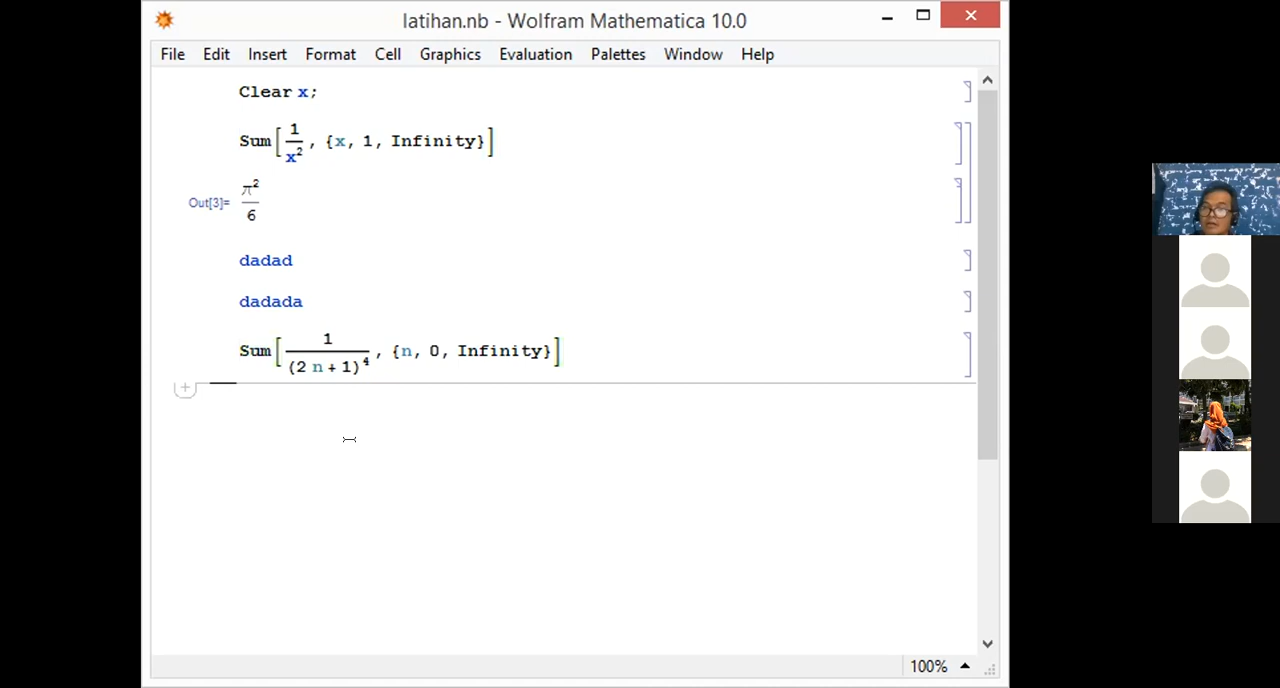 latihan.nb - Wolfram Mathematica 10.0
File Edit Insert Format Cell Graphics Evaluation Palettes Window Help
Clear x;
Sum[1/x^2, {x, 1, Infinity}]
Out[3]= π^2/6
dadad
dadada
Sum[1/(2 n + 1)^4, {n, 0, Infinity}]
100%